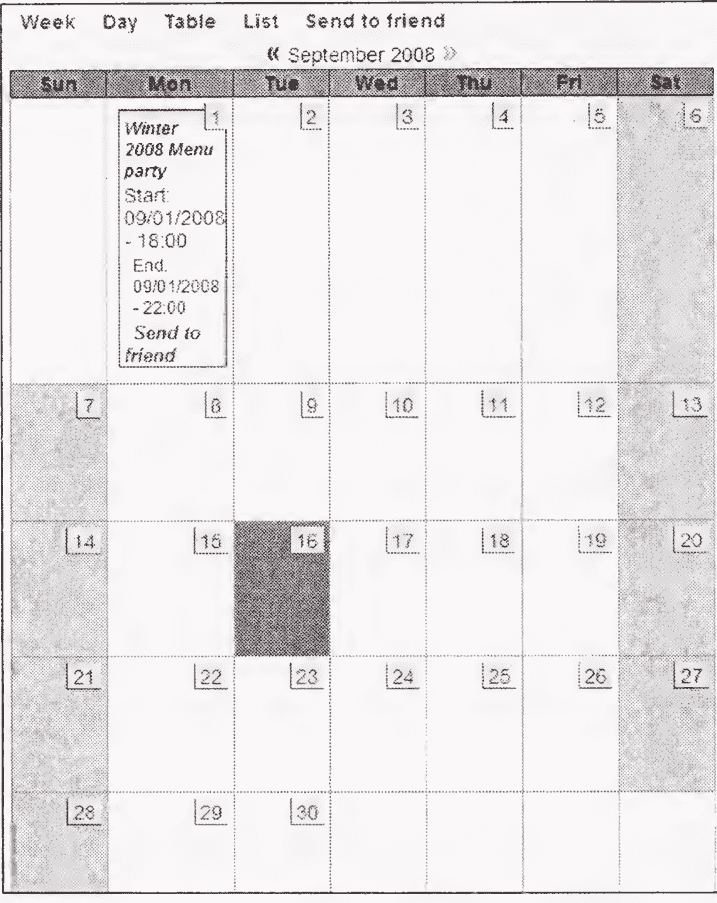 Week Day Table List Send to friend
« September 2008 »
Sun Mon Tue Wed Thu Fri Sat
1 2 3 4 5 6
Winter
2008 Menu
party
Start:
09/01/2008
- 18:00
End.
09/01/2008
- 22:00
Send to
friend
7 8 9 10 11 12 13
14 15 16 17 18 19 20
21 22 23 24 25 26 27
28 29 30